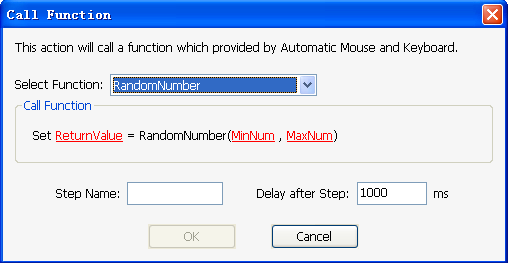 Call Function
This action will call a function which provided by Automatic Mouse and Keyboard.
Select Function: RandomNumber
Call Function
Set ReturnValue = RandomNumber(MinNum , MaxNum)
Step Name: Delay after Step: 1000 ms
OK Cancel